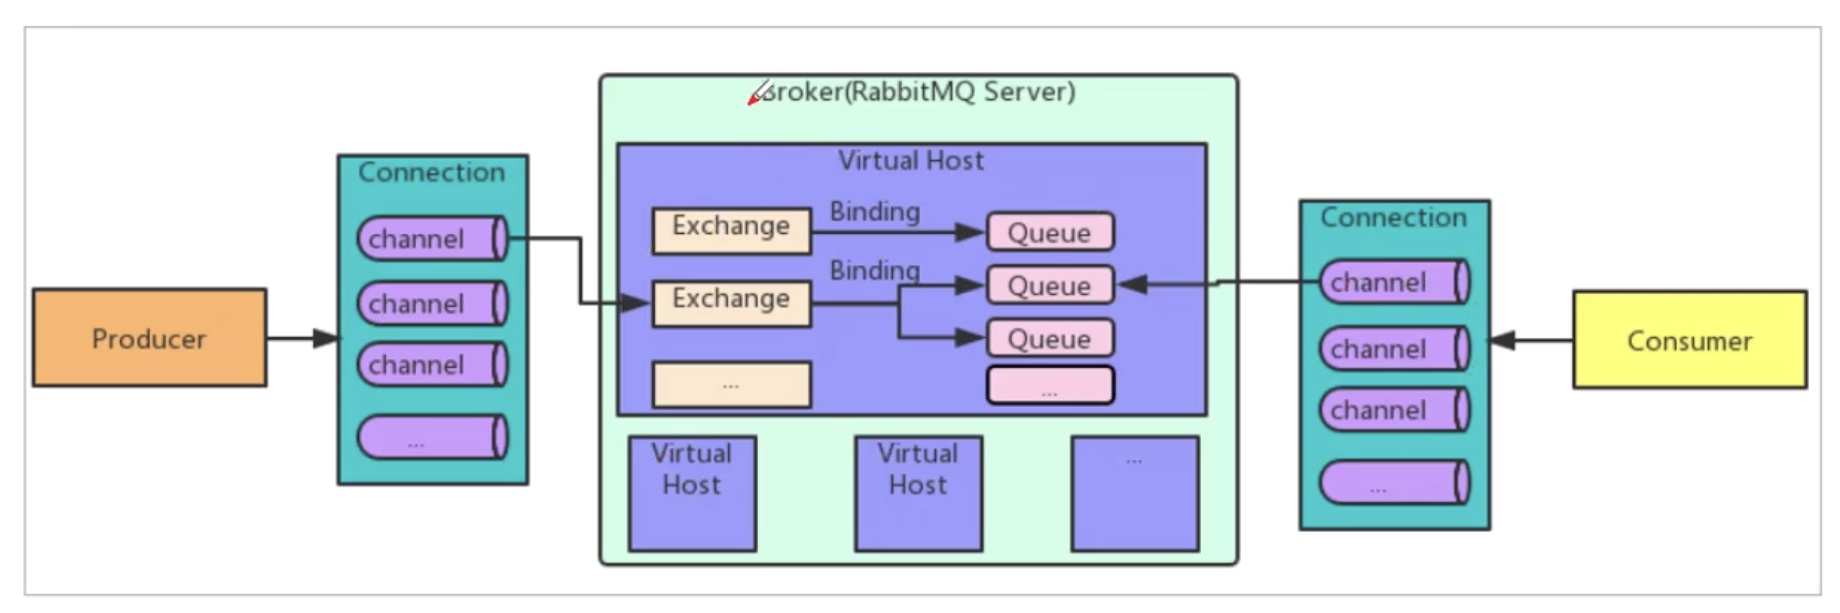 Broker(RabbitMQ Server)
Virtual Host
Connection
channel
channel
channel
...
Producer
Exchange
Binding
Queue
Exchange
Binding
Queue
Queue
...
...
Virtual
Host
Virtual
Host
...
Connection
channel
channel
channel
...
Consumer